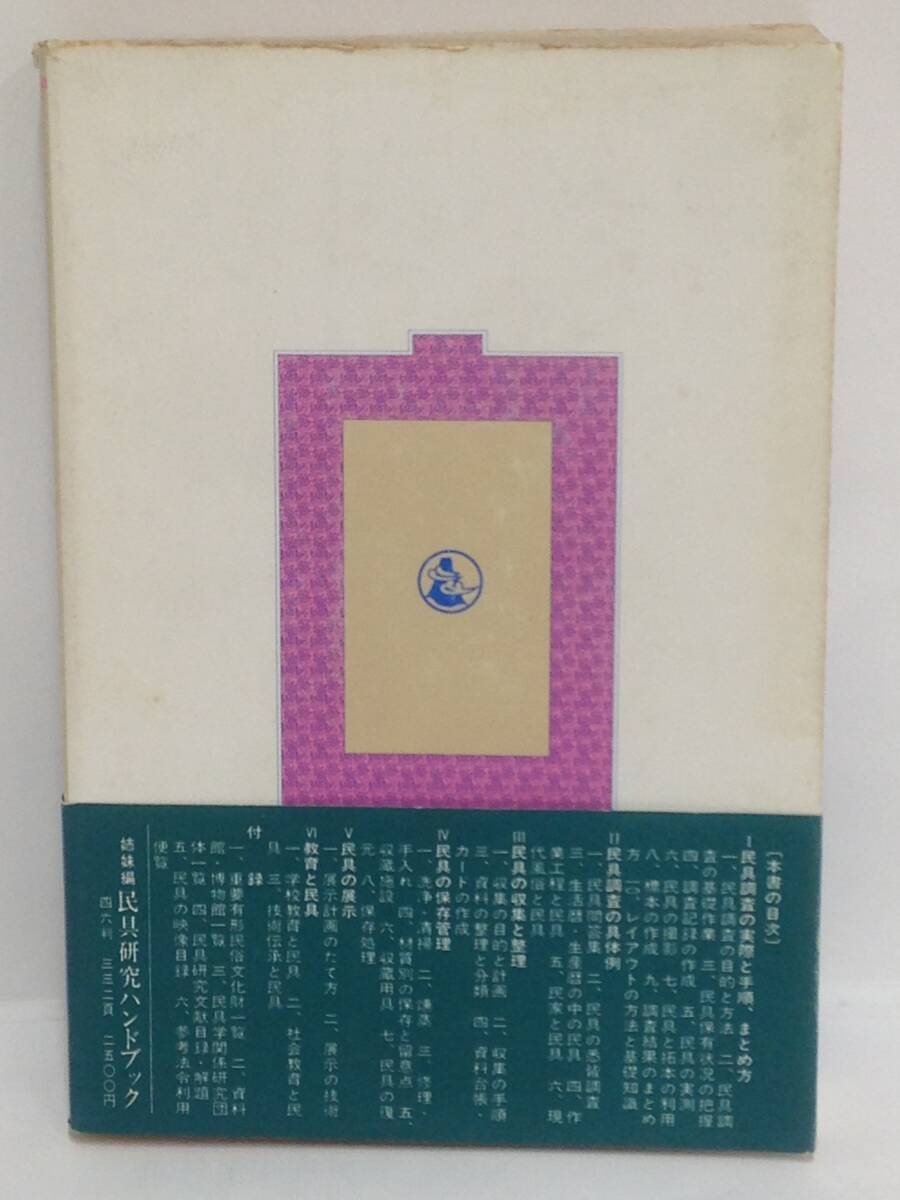 〔本書の目次〕
I 民具調査の実際と手順、まとめ方
一、民具調査の目的と方法 二、民具調
査の基礎作業 三、民具保有状況の把握
四、調査記録の作成 五、民具の実測
六、民具の撮影 七、民具と拓本の利用
八、標本の作成 九、調査結果のまとめ
方 一〇、レイアウトの方法と基礎知識
II 民具調査の具体例
一、民具問答集 二、民具の悉皆調査
三、生活暦・生産暦の中の民具 四、作
業工程と民具 五、民家と民具 六、現
代風俗と民具
III 民具の収集と整理
一、収集の目的と計画 二、収集の手順
三、資料の整理と分類 四、資料台帳、
カードの作成
IV 民具の保存管理
一、洗浄・清掃 二、燻蒸 三、修理、
手入れ 四、材質別の保存と留意点 五、
収蔵施設 六、収蔵用具 七、民具の復
元 八、保存処理
V 民具の展示
一、展示計画のたて方 二、展示の技術
VI 教育と民具
一、学校教育と民具 二、社会教育と民
具 三、技術伝承と民具
付録
一、重要有形民俗文化財一覧 二、資料
館・博物館一覧 三、民具学関係研究団
体一覧 四、民具研究文献目録・解題
五、民具の映像目録 六、参考法令利用
便覧
姉妹編 民具研究ハンドブック 四六判 三三二頁 二五〇〇円